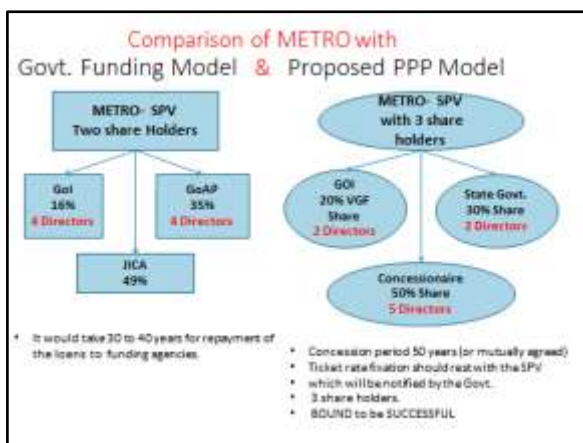 Comparison of METRO with
Govt. Funding Model & Proposed PPP Model
METRO- SPV
Two share Holders
GoI
16%
4 Directors
GoAP
35%
4 Directors
JICA
49%
• It would take 30 to 40 years for repayment of
the loans to funding agencies.
METRO- SPV
with 3 share
holders
GOI
20% VGF
Share
2 Directors
State Govt.
30% Share
2 Directors
Concessionaire
50% Share
5 Directors
• Concession period 50 years (or mutually agreed)
• Ticket rate fixation should rest with the SPV
• which will be notified by the Govt.
• 3 share holders.
• BOUND to be SUCCESSFUL